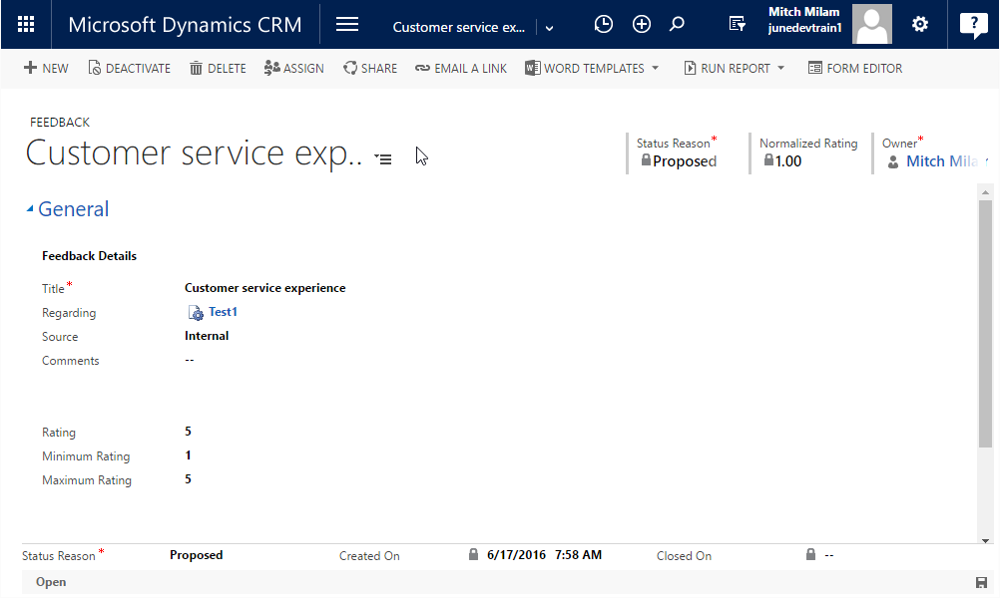 Microsoft Dynamics CRM
Customer service ex...
Mitch Milam
junedevtrain1
NEW
DEACTIVATE
DELETE
ASSIGN
SHARE
EMAIL A LINK
WORD TEMPLATES
RUN REPORT
FORM EDITOR
FEEDBACK
Customer service exp..
Status Reason*
Proposed
Normalized Rating
1.00
Owner*
Mitch Mila
General
Feedback Details
Title* Customer service experience
Regarding Test1
Source Internal
Comments --
Rating 5
Minimum Rating 1
Maximum Rating 5
Status Reason* Proposed Created On 6/17/2016 7:58 AM Closed On --
Open